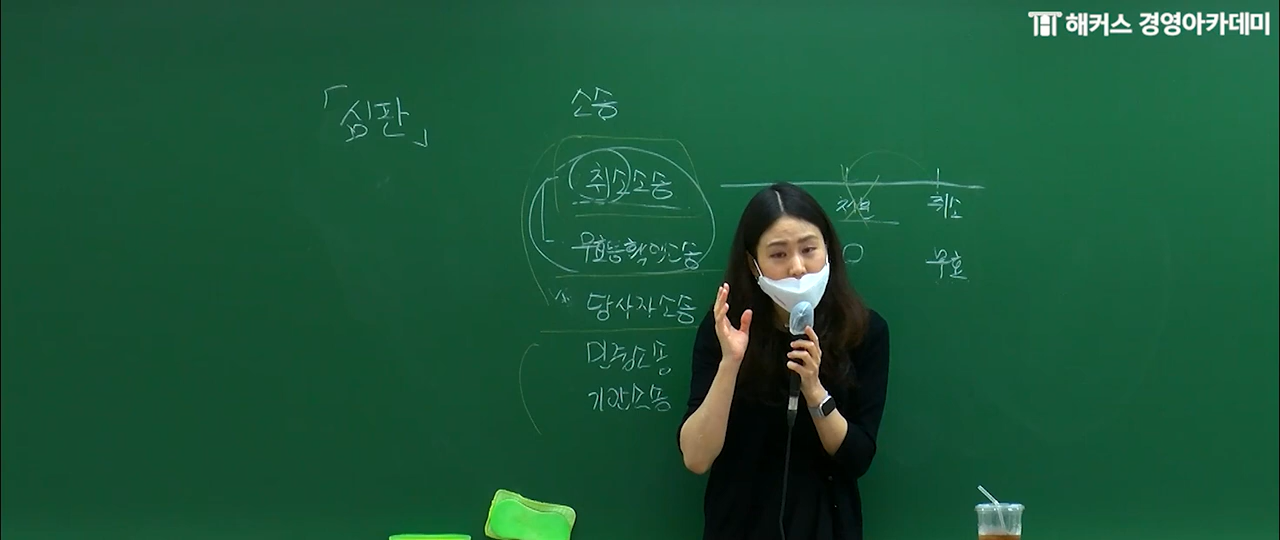 해커스 경영아카데미
「심판」
소송
취소소송
무효등확인소송
당사자소송
민중소송
기관소송
처분 취소
무효